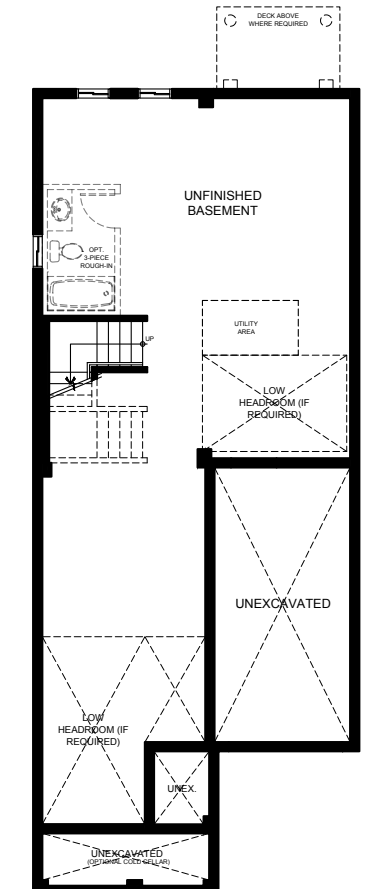 DECK ABOVE
WHERE REQUIRED
UNFINISHED
BASEMENT
OPT.
3-PIECE
ROUGH-IN
UP
UTILITY
AREA
LOW
HEADROOM (IF
REQUIRED)
UNEXCAVATED
LOW
HEADROOM (IF
REQUIRED)
UNEX.
UNEXCAVATED
(OPTIONAL COLD CELLAR)